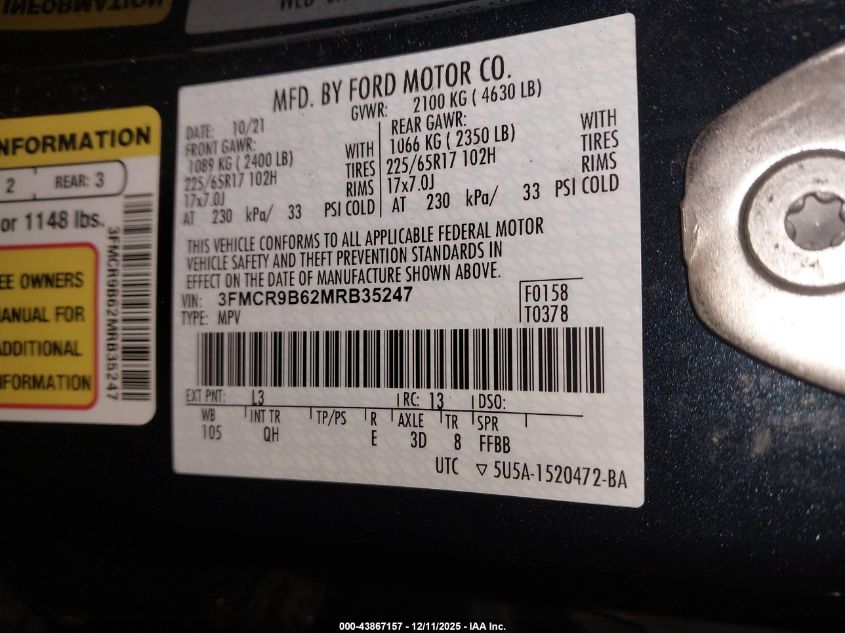 INFORMATION
MFD. BY FORD MOTOR CO.
DATE: 10/21
GVWR: 2100 KG ( 4630 LB)
FRONT GAWR:
1089 KG ( 2400 LB) WITH
225/65R17 102H TIRES
17x7.0J RIMS
AT 230 kPa/ 33 PSI COLD
REAR GAWR: WITH
1066 KG ( 2350 LB) TIRES
225/65R17 102H RIMS
17x7.0J
AT 230 kPa/ 33 PSI COLD
THIS VEHICLE CONFORMS TO ALL APPLICABLE FEDERAL MOTOR
VEHICLE SAFETY AND THEFT PREVENTION STANDARDS IN
EFFECT ON THE DATE OF MANUFACTURE SHOWN ABOVE.
VIN: 3FMCR9B62MRB35247
TYPE: MPV
F0158
T0378
EXT PNT: L3 RC: 13 DSO:
WB INT TR TP/PS R AXLE TR SPR
105 QH E 3D 8 FFBB
UTC ▽ 5U5A-1520472-BA
INFORMATION
2 REAR: 3
or 1148 lbs.
3FMCR9B62MRB35247
OWNERS
MANUAL FOR
ADDITIONAL
INFORMATION
000-43867157 - 12/11/2025 - IAA Inc.